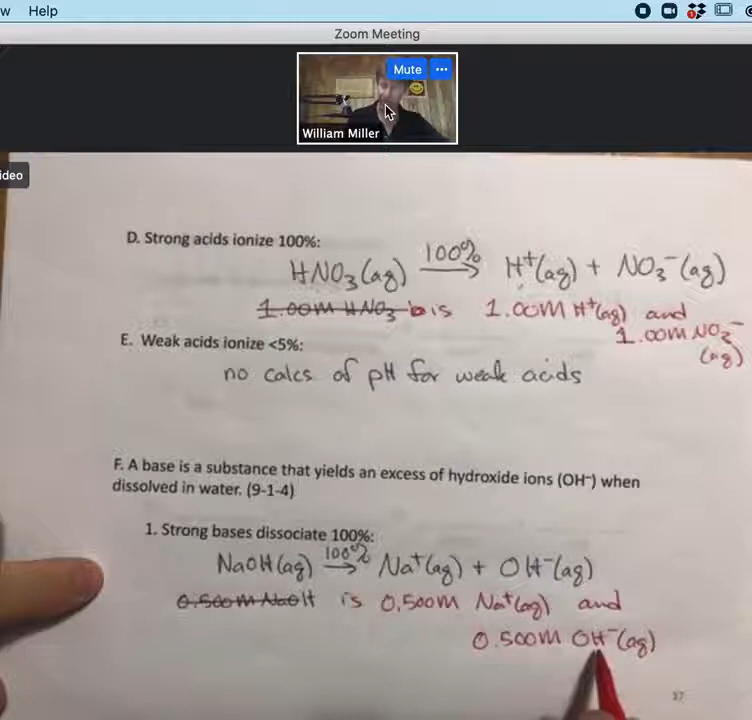 w Help
Zoom Meeting
Mute
William Miller
ideo
D. Strong acids ionize 100%:
HNO₃(aq) 100%→ H⁺(aq) + NO₃⁻(aq)
1.00M HNO₃ is 1.00M H⁺(aq) and
1.00M NO₃⁻
(aq)
E. Weak acids ionize <5%:
no calcs of pH for weak acids
F. A base is a substance that yields an excess of hydroxide ions (OH⁻) when
dissolved in water. (9-1-4)
1. Strong bases dissociate 100%:
NaOH(aq) 100%→ Na⁺(aq) + OH⁻(aq)
0.500M NaOH is 0.500M Na⁺(aq) and
0.500M OH⁻(aq)
37